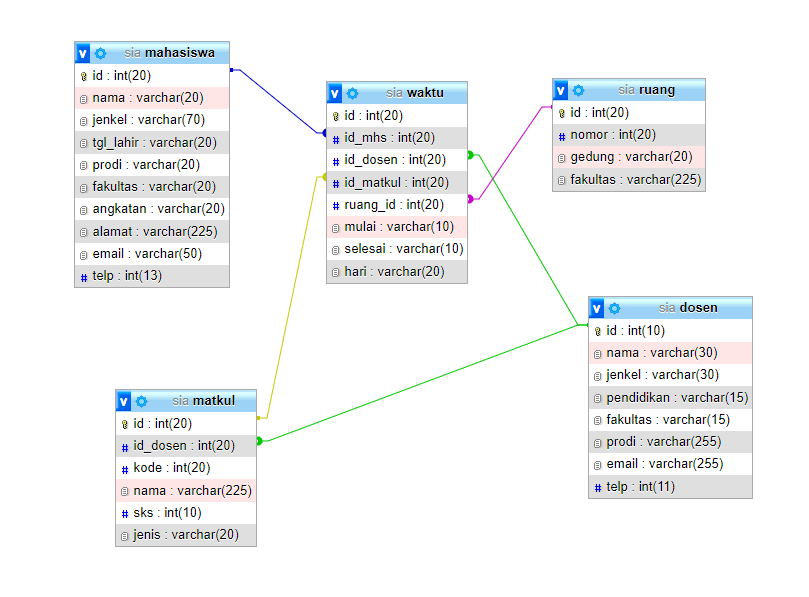 v sia mahasiswa
id : int(20)
nama : varchar(20)
jenkel : varchar(70)
tgl_lahir : varchar(20)
prodi : varchar(20)
fakultas : varchar(20)
angkatan : varchar(20)
alamat : varchar(225)
email : varchar(50)
# telp : int(13)
v sia waktu
id : int(20)
# id_mhs : int(20)
# id_dosen : int(20)
# id_matkul : int(20)
# ruang_id : int(20)
mulai : varchar(10)
selesai : varchar(10)
hari : varchar(20)
v sia ruang
id : int(20)
# nomor : int(20)
gedung : varchar(20)
fakultas : varchar(225)
v sia dosen
id : int(10)
nama : varchar(30)
jenkel : varchar(30)
pendidikan : varchar(15)
fakultas : varchar(15)
prodi : varchar(255)
email : varchar(255)
# telp : int(11)
v sia matkul
id : int(20)
# id_dosen : int(20)
# kode : int(20)
nama : varchar(225)
# sks : int(10)
jenis : varchar(20)